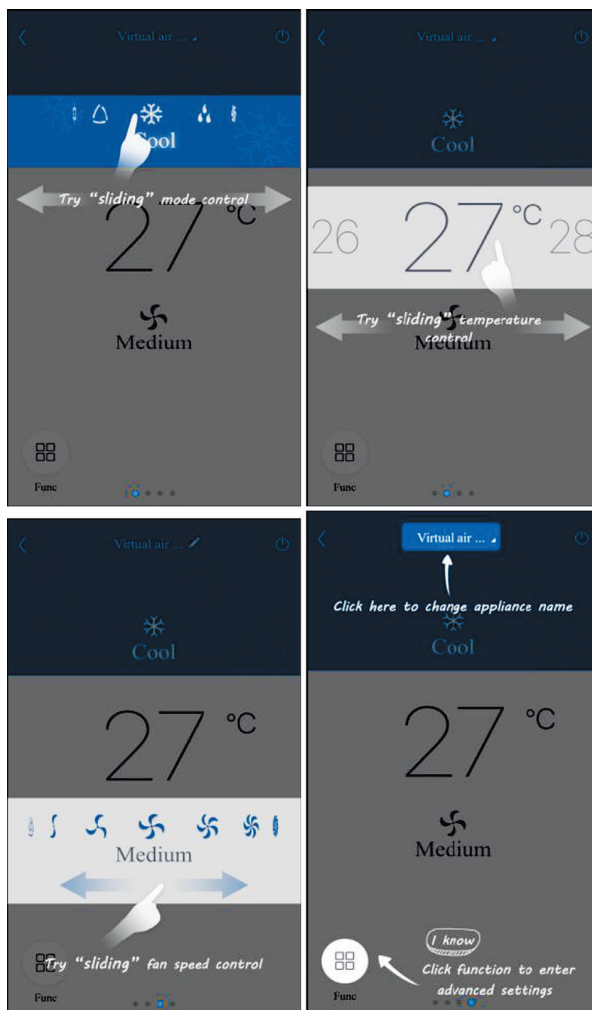 Virtual air ...
Cool
Try "sliding" mode control
27 °C
Medium
Func
Virtual air ...
Cool
26 27 °C 28
Try "sliding" temperature
control
Medium
Func
Virtual air ...
Cool
27 °C
Medium
Try "sliding" fan speed control
Func
Virtual air ...
Click here to change appliance name
Cool
27 °C
Medium
I know
Click function to enter
advanced settings
Func